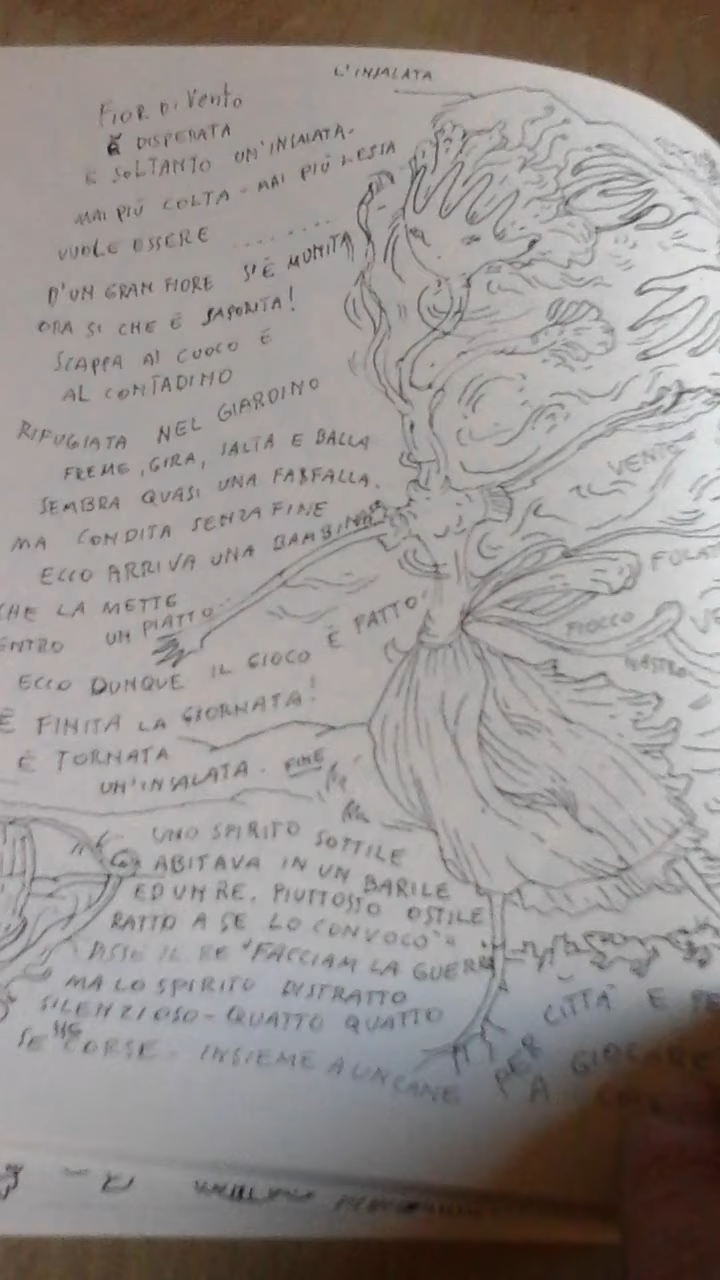 L'INSALATA
FIOR DI VENTO
È DISPERATA
E SOLTANTO UN'INSALATA.
MAI PIÙ COLTA - MAI PIÙ LESSA
VUOLE ESSERE ........
D'UN GRAN FIORE S'È MUNITA
ORA SI CHE È SAPORITA!
SCAPPA AL CUOCO E
AL CONTADINO
RIFUGIATA NEL GIARDINO
FREME, GIRA, SALTA E BALLA
SEMBRA QUASI UNA FARFALLA.
MA CONDITA SENZA FINE
ECCO ARRIVA UNA BAMBINA
CHE LA METTE
ENTRO UN PIATTO
ECCO DUNQUE IL GIOCO È FATTO
È FINITA LA GIORNATA!
È TORNATA
UN'INSALATA. FINE
VENTO
FIOCCO
NASTRO
UNO SPIRITO SOTTILE
ABITAVA IN UN BARILE
ED UN RE, PIUTTOSTO OSTILE
RATTO A SE LO CONVOCÒ
DISSE IL RE "FACCIAM LA GUERRA
MA LO SPIRITO DISTRATTO
SILENZIOSO - QUATTO QUATTO
CORSE - INSIEME A UN CANE
PER CITTÀ E
A GIOCARE